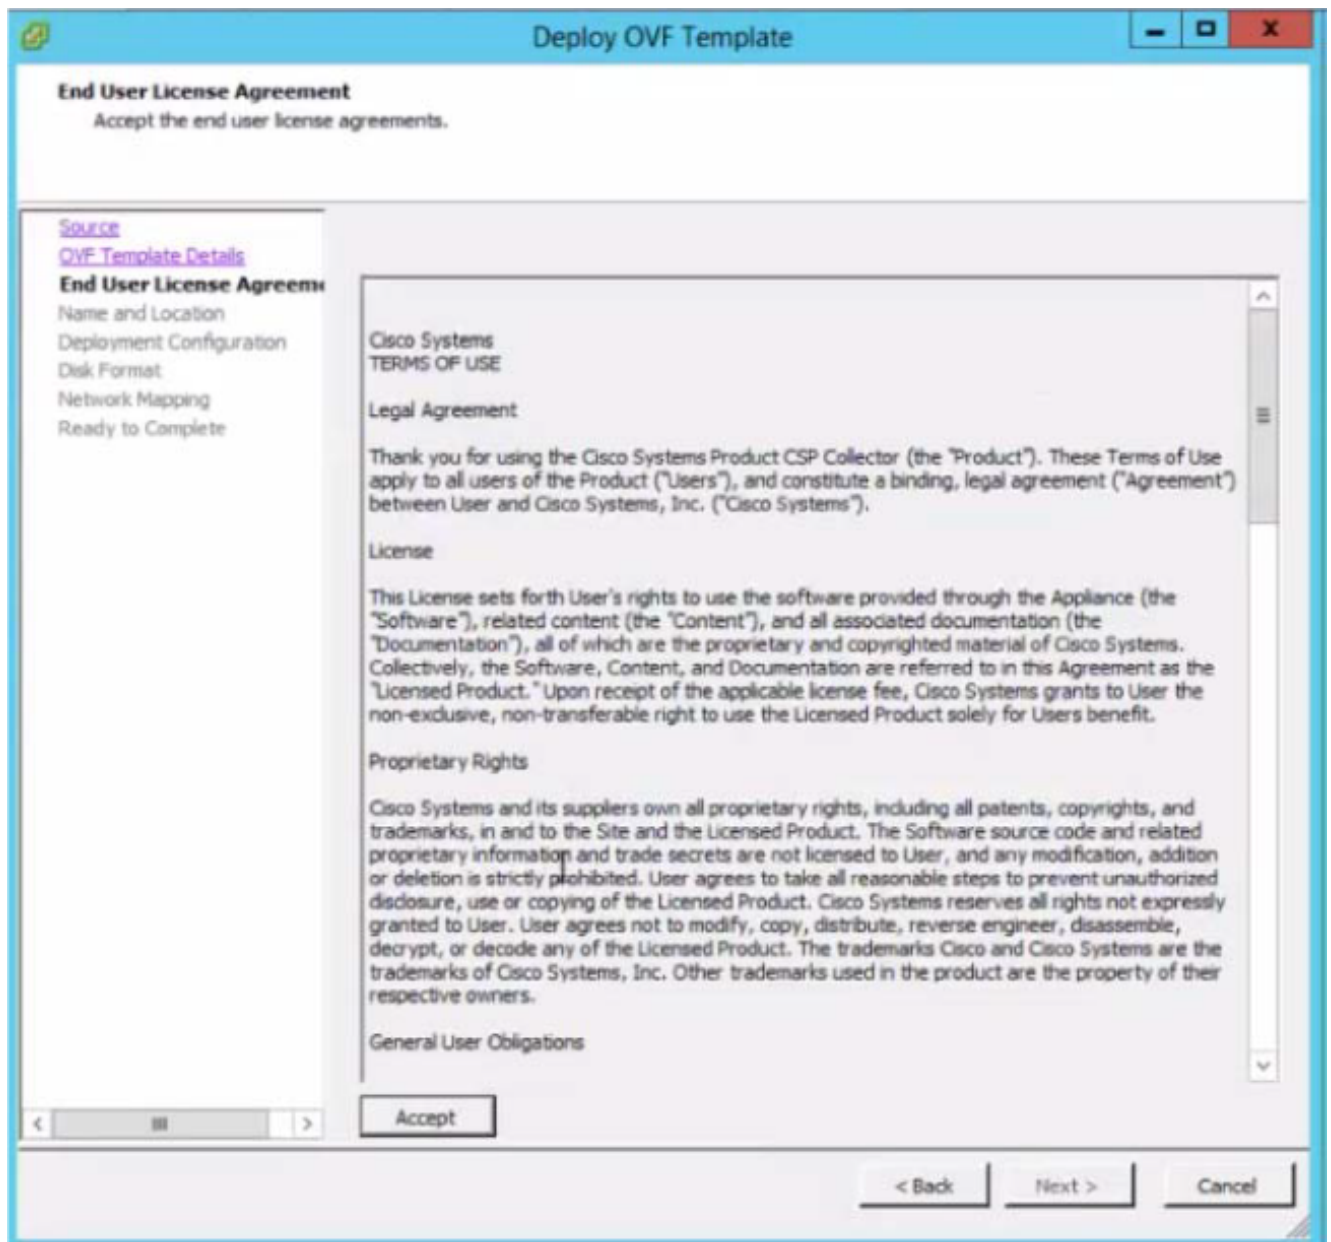 Deploy OVF Template
X
End User License Agreement
Accept the end user license agreements.
Source
OVF Template Details
End User License Agreeme
Name and Location
Deployment Configuration
Disk Format
Network Mapping
Ready to Complete
Cisco Systems
TERMS OF USE
Legal Agreement
Thank you for using the Cisco Systems Product CSP Collector (the "Product"). These Terms of Use
apply to all users of the Product ("Users"), and constitute a binding, legal agreement ("Agreement")
between User and Cisco Systems, Inc. ("Cisco Systems").
License
This License sets forth User's rights to use the software provided through the Appliance (the
"Software"), related content (the "Content"), and all associated documentation (the
"Documentation"), all of which are the proprietary and copyrighted material of Cisco Systems.
Collectively, the Software, Content, and Documentation are referred to in this Agreement as the
"Licensed Product." Upon receipt of the applicable license fee, Cisco Systems grants to User the
non-exclusive, non-transferable right to use the Licensed Product solely for Users benefit.
Proprietary Rights
Cisco Systems and its suppliers own all proprietary rights, including all patents, copyrights, and
trademarks, in and to the Site and the Licensed Product. The Software source code and related
proprietary information and trade secrets are not licensed to User, and any modification, addition
or deletion is strictly prohibited. User agrees to take all reasonable steps to prevent unauthorized
disclosure, use or copying of the Licensed Product. Cisco Systems reserves all rights not expressly
granted to User. User agrees not to modify, copy, distribute, reverse engineer, disassemble,
decrypt, or decode any of the Licensed Product. The trademarks Cisco and Cisco Systems are the
trademarks of Cisco Systems, Inc. Other trademarks used in the product are the property of their
respective owners.
General User Obligations
Accept
< Back
Next >
Cancel